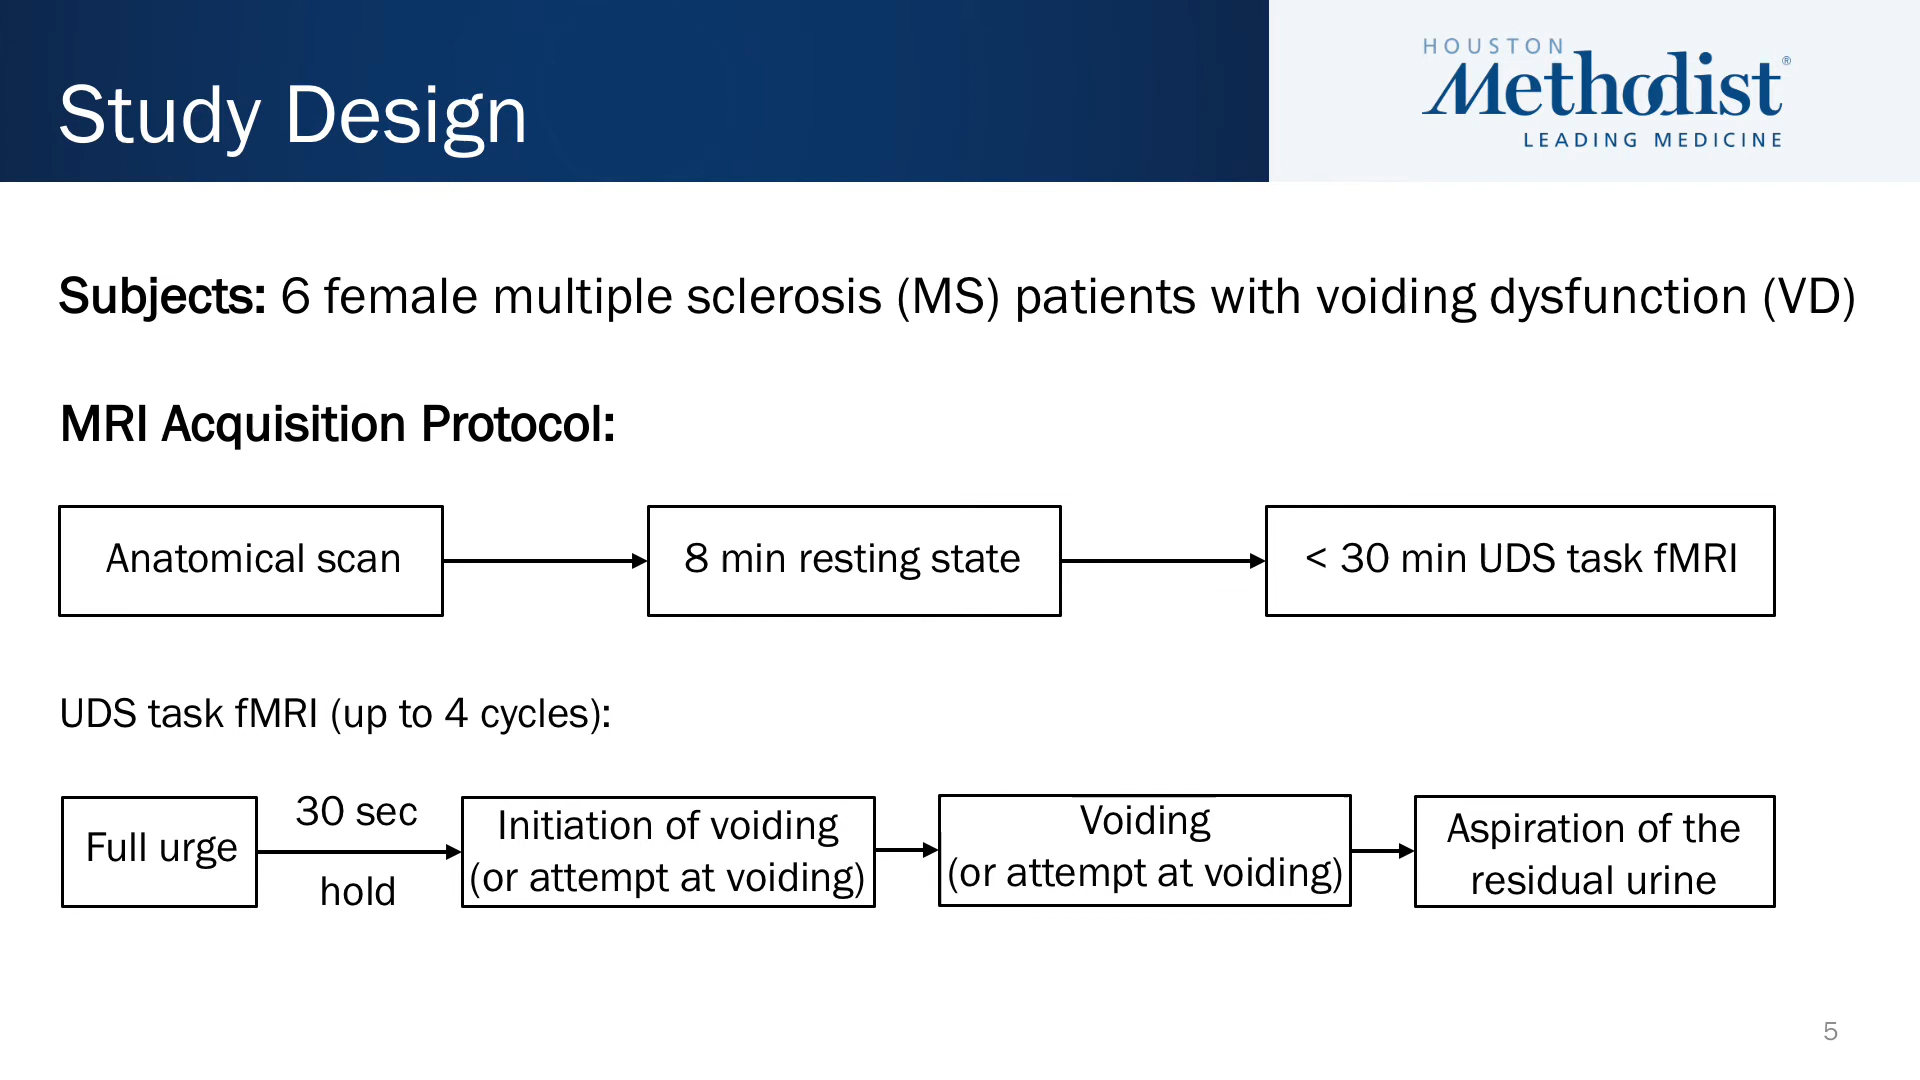 Study Design
HOUSTON
Methodist®
LEADING MEDICINE
Subjects: 6 female multiple sclerosis (MS) patients with voiding dysfunction (VD)
MRI Acquisition Protocol:
Anatomical scan
8 min resting state
< 30 min UDS task fMRI
UDS task fMRI (up to 4 cycles):
Full urge
30 sec
hold
Initiation of voiding
(or attempt at voiding)
Voiding
(or attempt at voiding)
Aspiration of the
residual urine
5